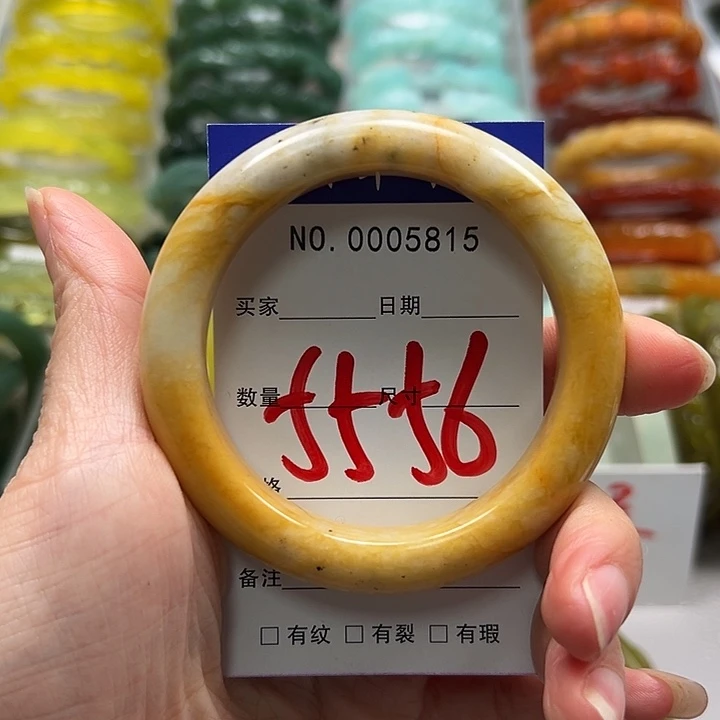 NO. 0005815
买家 日期
数量 尺寸
5556
格
备注
□ 有纹 □ 有裂 □ 有瑕